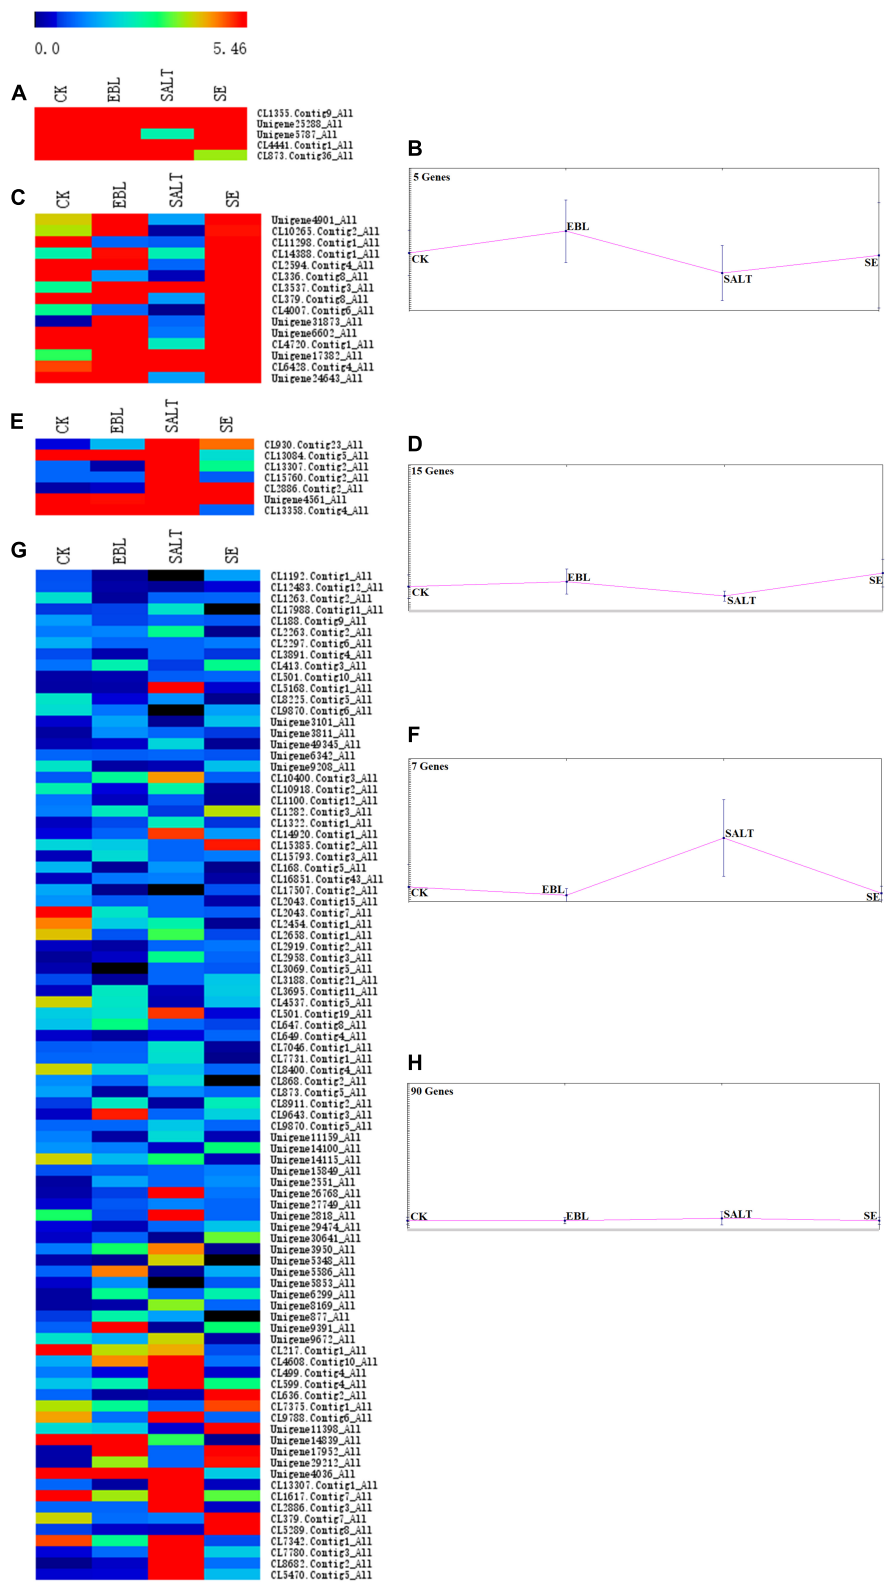 0.0 5.46
A
CK EBL SALT SE
CL1355.Contig9_All
Unigene25288_All
Unigene5787_All
CL4441.Contig1_All
CL873.Contig36_All
B
5 Genes
CK
EBL
SALT
SE
C
CK EBL SALT SE
Unigene4901_All
CL10265.Contig2_All
CL11298.Contig1_All
CL14388.Contig1_All
CL2594.Contig4_All
CL336.Contig8_All
CL3537.Contig3_All
CL379.Contig8_All
CL4007.Contig6_All
Unigene31873_All
Unigene6602_All
CL4720.Contig1_All
Unigene17382_All
CL6428.Contig4_All
Unigene24643_All
D
15 Genes
CK
EBL
SALT
SE
E
CK EBL SALT SE
CL930.Contig23_All
CL13084.Contig5_All
CL13307.Contig2_All
CL15760.Contig2_All
CL2886.Contig2_All
Unigene4561_All
CL13358.Contig4_All
F
7 Genes
CK
EBL
SALT
SE
G
CK EBL SALT SE
CL1192.Contig1_All
CL12483.Contig12_All
CL1263.Contig2_All
CL17988.Contig11_All
CL188.Contig9_All
CL2263.Contig2_All
CL2297.Contig6_All
CL3891.Contig4_All
CL413.Contig3_All
CL501.Contig10_All
CL5168.Contig1_All
CL8225.Contig5_All
CL9870.Contig6_All
Unigene3101_All
Unigene3811_All
Unigene49345_All
Unigene6342_All
Unigene9208_All
CL10400.Contig3_All
CL10918.Contig2_All
CL1100.Contig12_All
CL1282.Contig3_All
CL1322.Contig1_All
CL14920.Contig1_All
CL15385.Contig2_All
CL15793.Contig3_All
CL168.Contig5_All
CL16851.Contig43_All
CL17507.Contig2_All
CL2043.Contig15_All
CL2043.Contig7_All
CL2454.Contig1_All
CL2658.Contig1_All
CL2919.Contig2_All
CL2958.Contig3_All
CL3069.Contig5_All
CL3188.Contig21_All
CL3695.Contig11_All
CL4537.Contig5_All
CL501.Contig19_All
CL647.Contig8_All
CL649.Contig4_All
CL7046.Contig1_All
CL7731.Contig1_All
CL8400.Contig4_All
CL868.Contig2_All
CL873.Contig5_All
CL8911.Contig2_All
CL9643.Contig3_All
CL9870.Contig5_All
Unigene11159_All
Unigene14100_All
Unigene14115_All
Unigene15849_All
Unigene2551_All
Unigene26768_All
Unigene27749_All
Unigene2818_All
Unigene29474_All
Unigene30641_All
Unigene3950_All
Unigene5348_All
Unigene5586_All
Unigene5853_All
Unigene6299_All
Unigene8169_All
Unigene877_All
Unigene9391_All
Unigene9672_All
CL217.Contig1_All
CL4608.Contig10_All
CL499.Contig4_All
CL599.Contig4_All
CL636.Contig2_All
CL7375.Contig1_All
CL9788.Contig6_All
Unigene11398_All
Unigene14839_All
Unigene17952_All
Unigene29212_All
Unigene4036_All
CL13307.Contig1_All
CL1617.Contig7_All
CL2886.Contig3_All
CL379.Contig7_All
CL5289.Contig8_All
CL7342.Contig1_All
CL7780.Contig3_All
CL8682.Contig2_All
CL5470.Contig5_All
H
90 Genes
CK
EBL
SALT
SE